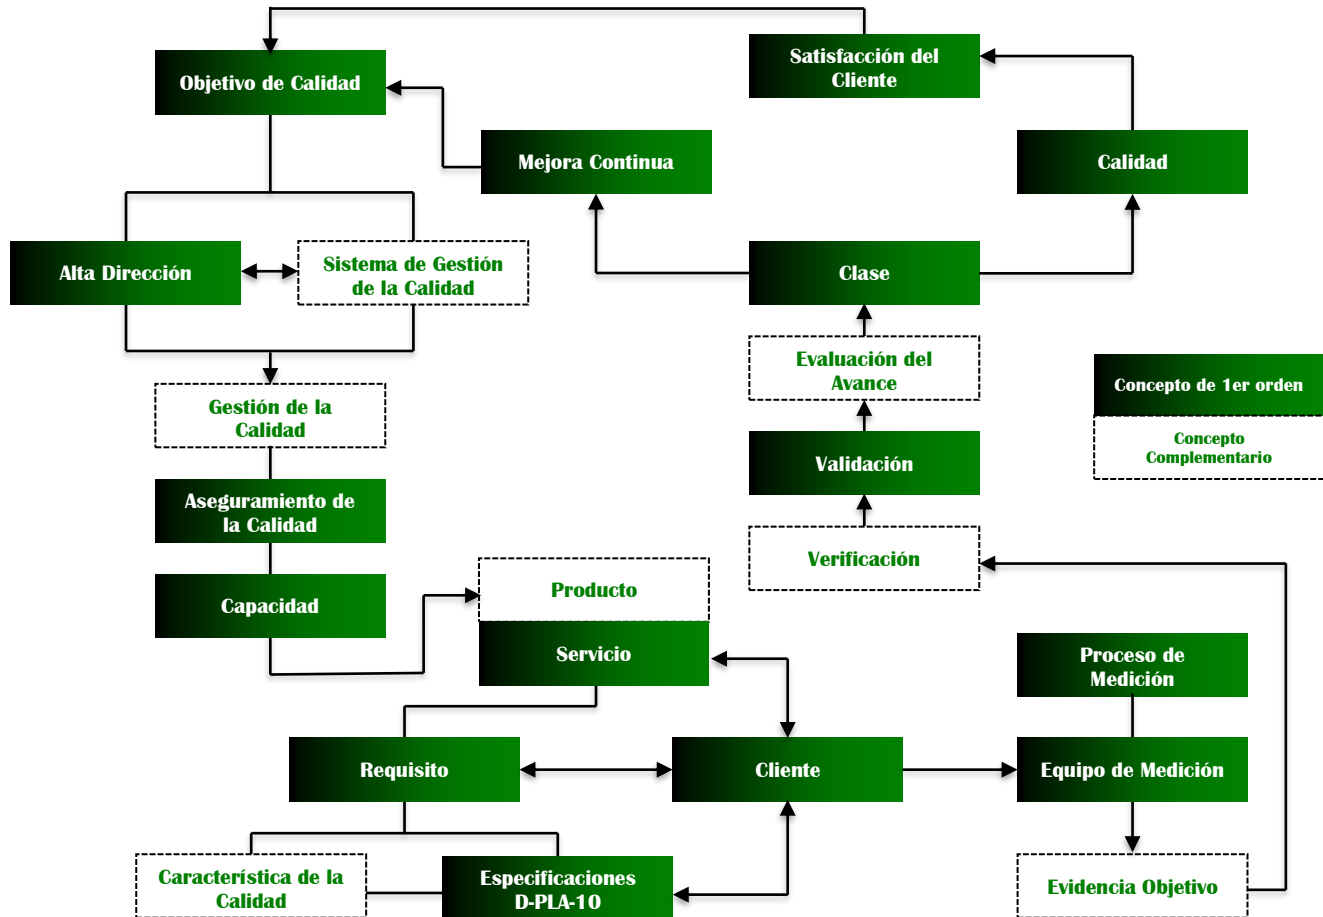 Satisfacción del
Cliente
Objetivo de Calidad
Mejora Continua
Calidad
Alta Dirección
Sistema de Gestión
de la Calidad
Clase
Evaluación del
Avance
Concepto de 1er orden
Concepto
Complementario
Gestión de la
Calidad
Validación
Aseguramiento de
la Calidad
Verificación
Capacidad
Producto
Servicio
Proceso de
Medición
Requisito
Cliente
Equipo de Medición
Característica de la
Calidad
Especificaciones
D-PLA-10
Evidencia Objetivo